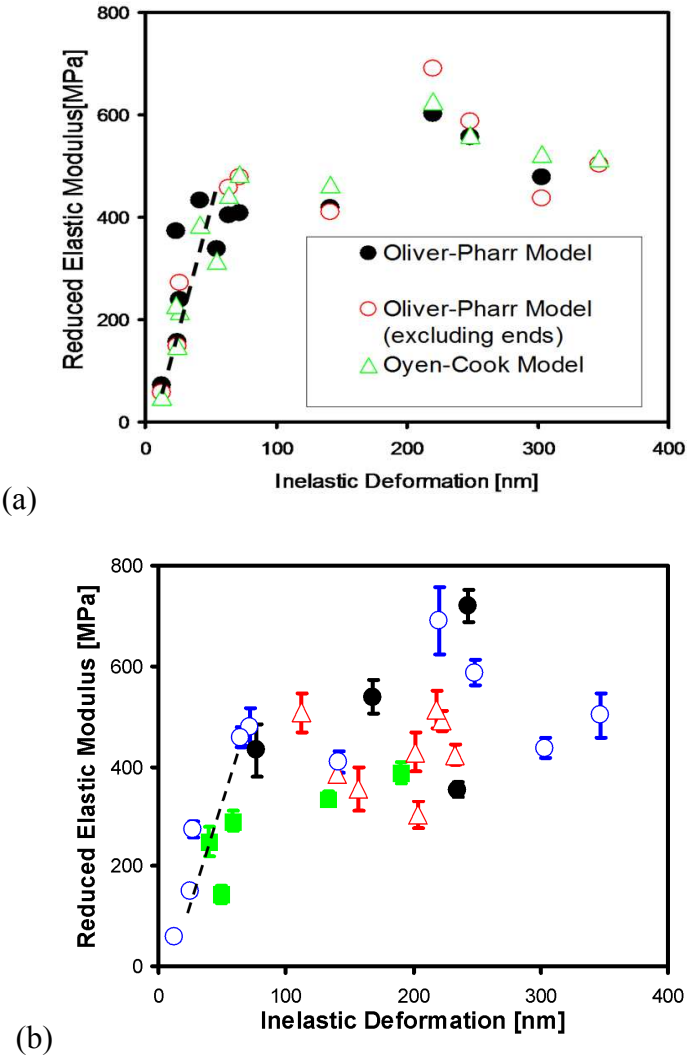 (a)
800
600
400
200
0
Reduced Elastic Modulus[MPa]
Oliver-Pharr Model
Oliver-Pharr Model
(excluding ends)
Oyen-Cook Model
0 100 200 300 400
Inelastic Deformation [nm]
(b)
800
600
400
200
0
Reduced Elastic Modulus [MPa]
0 100 200 300 400
Inelastic Deformation [nm]